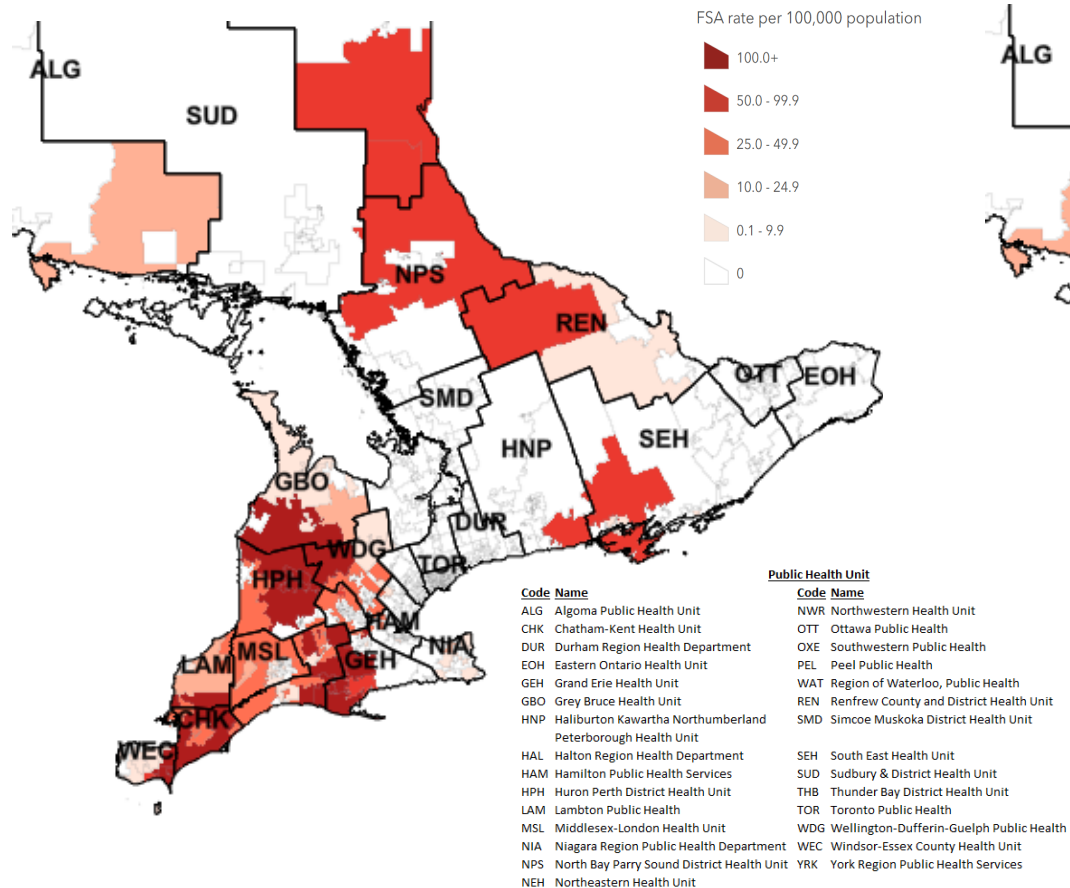 FSA rate per 100,000 population
100.0+
50.0 - 99.9
25.0 - 49.9
10.0 - 24.9
0.1 - 9.9
0
ALG
ALG
SUD
NPS
REN
OTT
EOH
SMD
SEH
HNP
GBO
DUR
WDG
TOR
HPH
HAM
NIA
MSL
GEH
LAM
CHK
WEC
Public Health Unit
Code Name Code Name
ALG Algoma Public Health Unit NWR Northwestern Health Unit
CHK Chatham-Kent Health Unit OTT Ottawa Public Health
DUR Durham Region Health Department OXE Southwestern Public Health
EOH Eastern Ontario Health Unit PEL Peel Public Health
GEH Grand Erie Health Unit WAT Region of Waterloo, Public Health
GBO Grey Bruce Health Unit REN Renfrew County and District Health Unit
HNP Haliburton Kawartha Northumberland SMD Simcoe Muskoka District Health Unit
Peterborough Health Unit
HAL Halton Region Health Department SEH South East Health Unit
HAM Hamilton Public Health Services SUD Sudbury & District Health Unit
HPH Huron Perth District Health Unit THB Thunder Bay District Health Unit
LAM Lambton Public Health TOR Toronto Public Health
MSL Middlesex-London Health Unit WDG Wellington-Dufferin-Guelph Public Health
NIA Niagara Region Public Health Department WEC Windsor-Essex County Health Unit
NPS North Bay Parry Sound District Health Unit YRK York Region Public Health Services
NEH Northeastern Health Unit